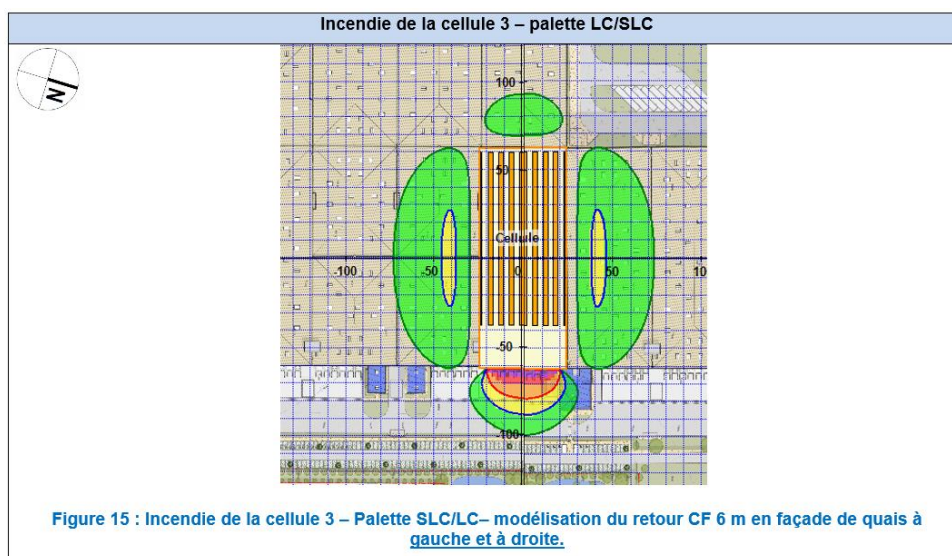 Incendie de la cellule 3 – palette LC/SLC
N
100
50
Cellule
-100
-50
0
50
10
-50
-100
Figure 15 : Incendie de la cellule 3 – Palette SLC/LC– modélisation du retour CF 6 m en façade de quais à
gauche et à droite.